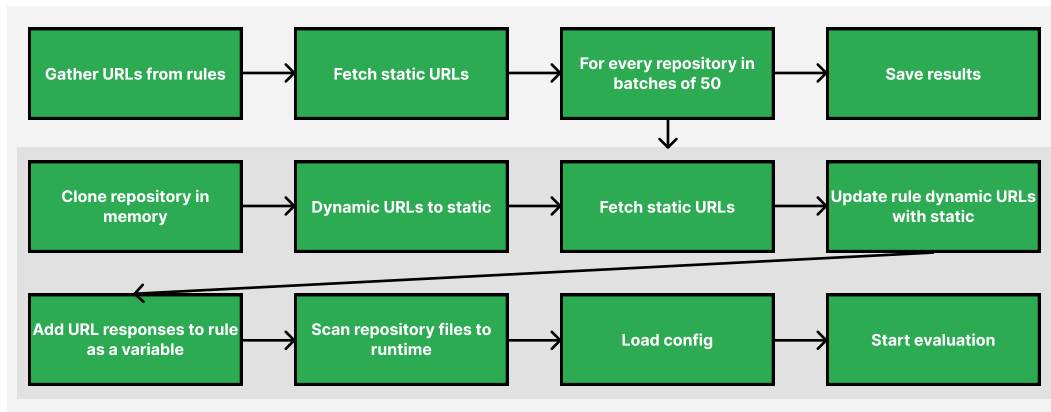 Gather URLs from rules
Fetch static URLs
For every repository in
batches of 50
Save results
Clone repository in
memory
Dynamic URLs to static
Fetch static URLs
Update rule dynamic URLs
with static
Add URL responses to rule
as a variable
Scan repository files to
runtime
Load config
Start evaluation